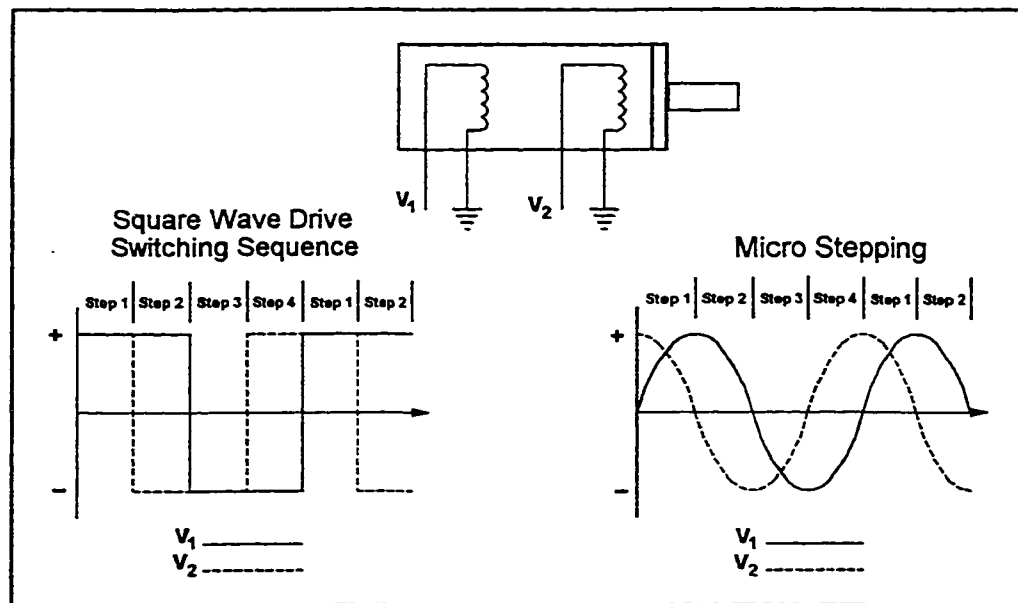 V1
V2
Square Wave Drive
Switching Sequence
Step 1 Step 2 Step 3 Step 4 Step 1 Step 2
+
−
V1
V2
Micro Stepping
Step 1 Step 2 Step 3 Step 4 Step 1 Step 2
+
−
V1
V2